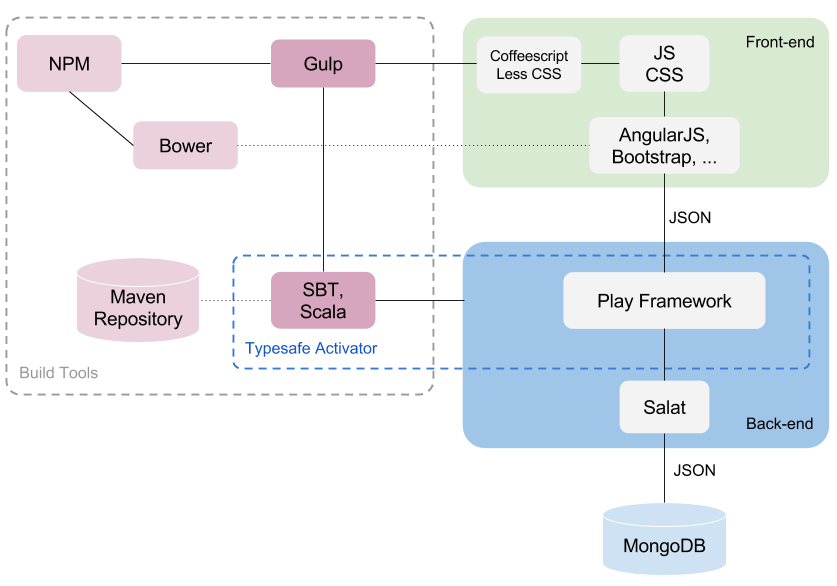 Front-end
NPM
Gulp
Coffeescript
Less CSS
JS
CSS
Bower
AngularJS,
Bootstrap, ...
JSON
Maven
Repository
SBT,
Scala
Play Framework
Typesafe Activator
Build Tools
Salat
Back-end
JSON
MongoDB